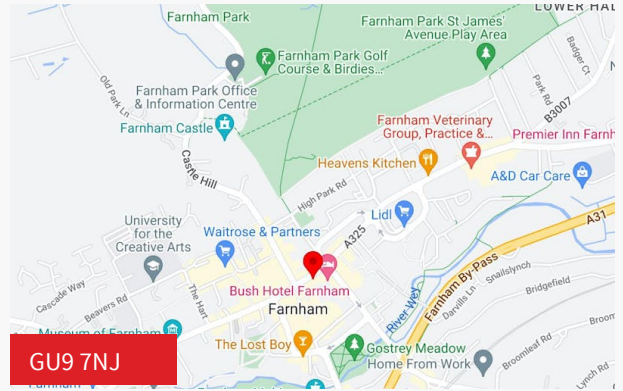 LOWER HAL
Farnham Park
Farnham Park St James'
Avenue Play Area
Badger Ct
Farnham Park Golf
Course & Birdies...
Old Park Ln
Farnham Park Office
& Information Centre
Park Rd
B3007
Farnham Castle
Farnham Veterinary
Group, Practice &...
Premier Inn Farnh
Castle Hill
Heavens Kitchen
A&D Car Care
High Park Rd
Lidl
A31
University
for the
Creative Arts
Waitrose & Partners
A325
Farnham By-Pass
Snailslynch
Bridgefield
Cascade Way
Beavers Rd
The Hart
Bush Hotel Farnham
Farnham
River Wey
Darvills Ln
Museum of Farnham
The Lost Boy
Gostrey Meadow
Home From Work
Broomleaf Rd
Broom
Lynch Rd
GU9 7NJ
Farnham